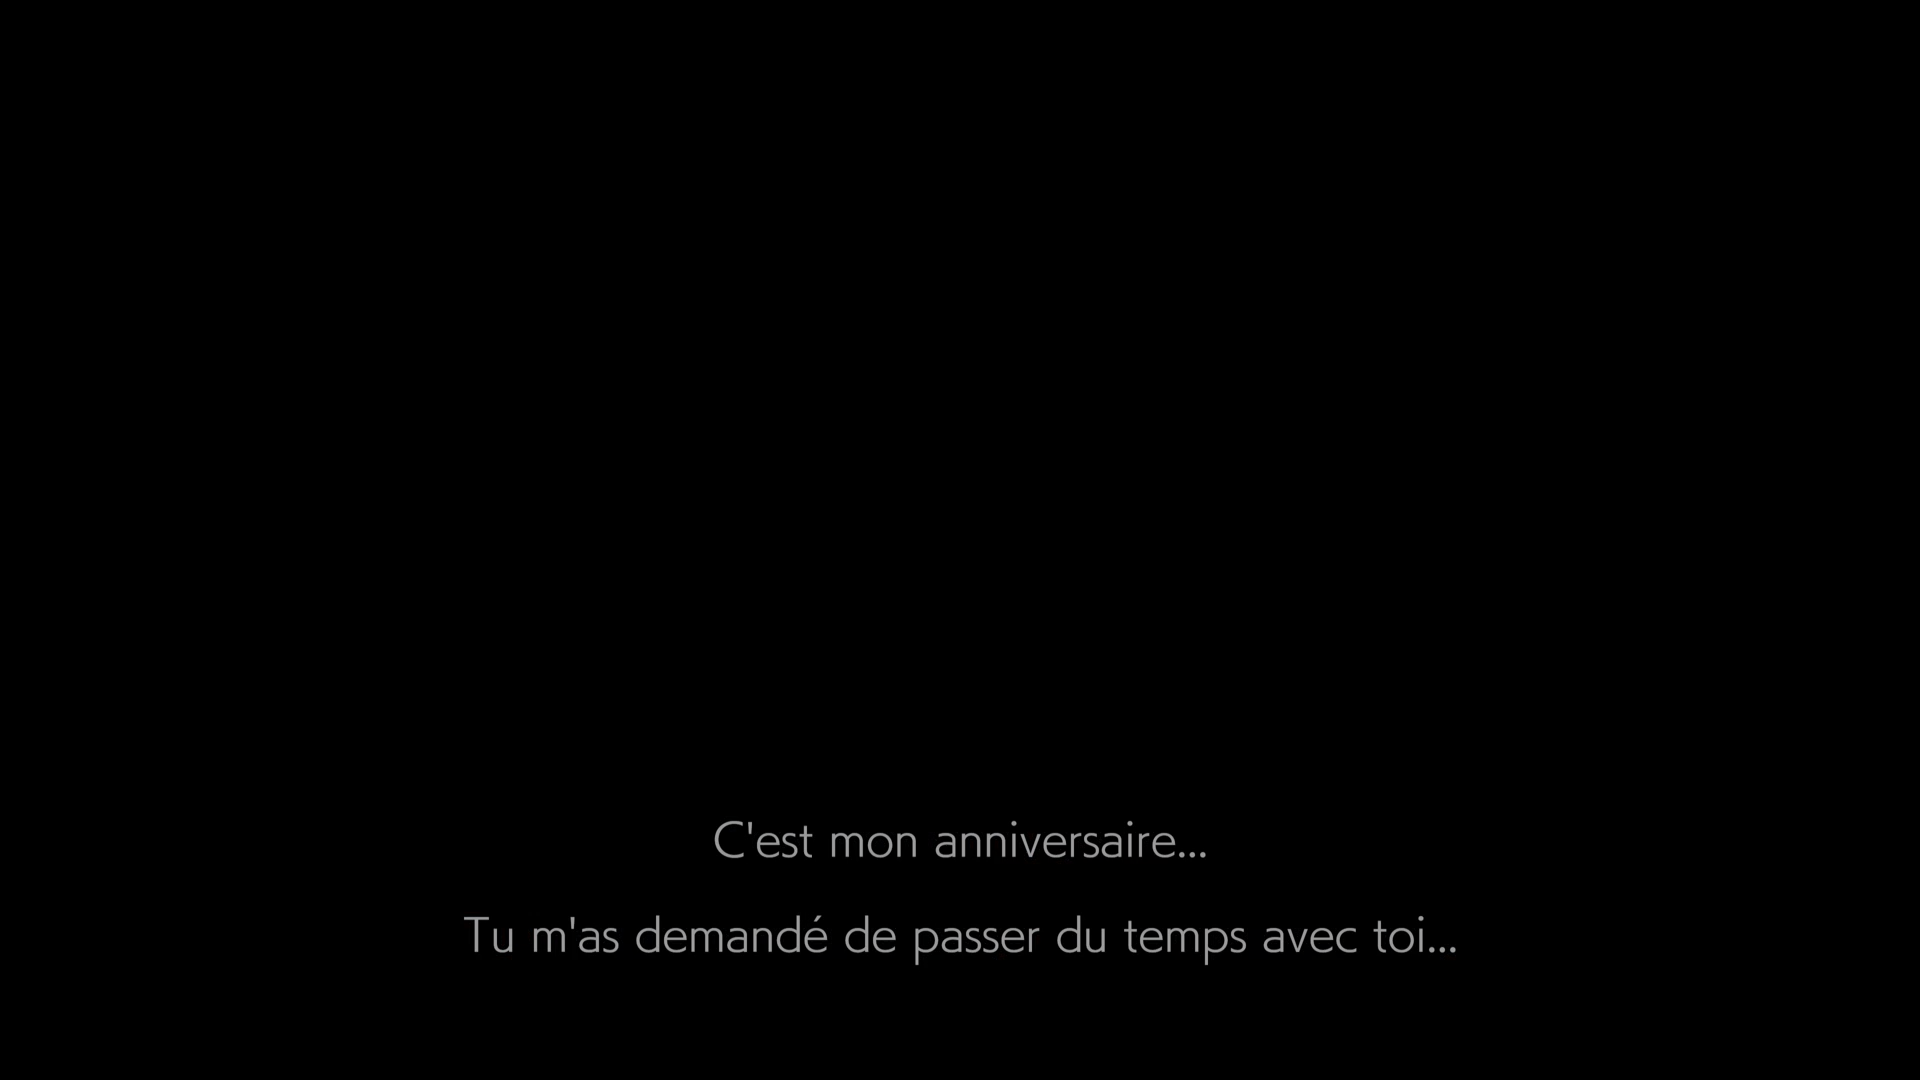 C'est mon anniversaire...
Tu m'as demandé de passer du temps avec toi...